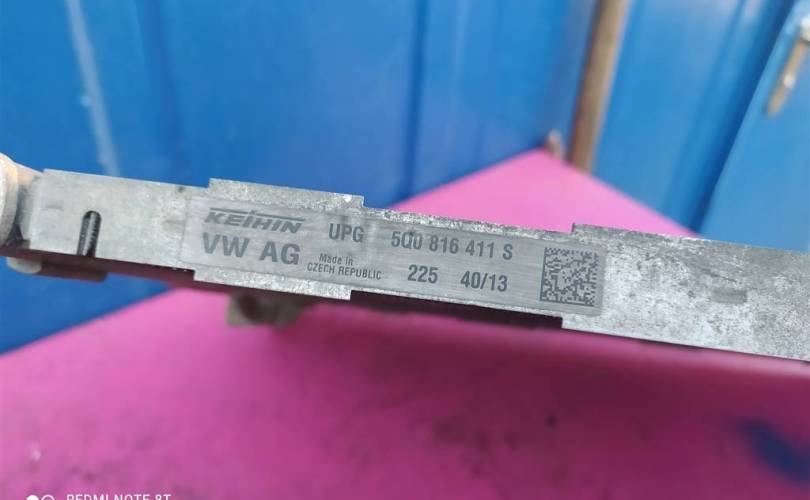 KEIHIN UPG 5Q0 816 411 S
VW AG Made in CZECH REPUBLIC 225 40/13
REDMI NOTE 8T